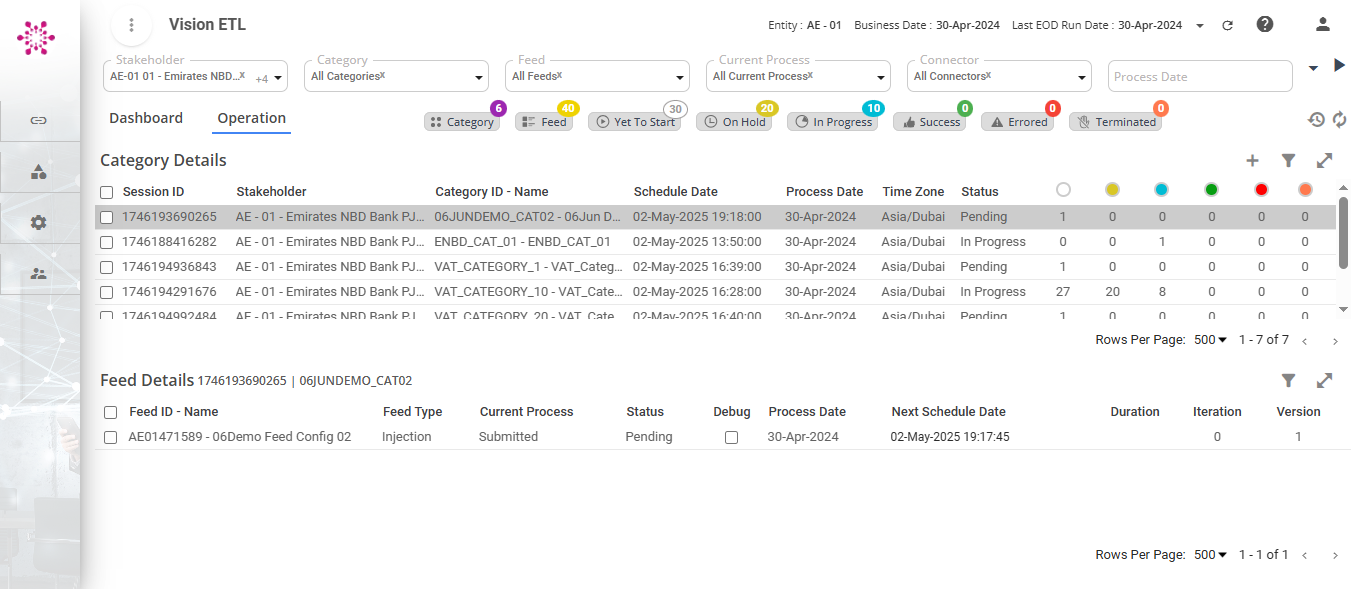 Vision ETL
Entity : AE - 01 Business Date : 30-Apr-2024 Last EOD Run Date : 30-Apr-2024
Stakeholder Category Feed Current Process Connector
AE-01 01 - Emirates NBD...x +4 All Categoriesx All Feedsx All Current Processx All Connectorsx Process Date
6 40 30 20 10 0 0 0
Dashboard Operation Category Feed Yet To Start On Hold In Progress Success Errored Terminated
Category Details
Session ID Stakeholder Category ID - Name Schedule Date Process Date Time Zone Status
1746193690265 AE - 01 - Emirates NBD Bank PJ... 06JUNDEMO_CAT02 - 06Jun D... 02-May-2025 19:18:00 30-Apr-2024 Asia/Dubai Pending 1 0 0 0 0 0
1746188416282 AE - 01 - Emirates NBD Bank PJ... ENBD_CAT_01 - ENBD_CAT_01 02-May-2025 13:50:00 30-Apr-2024 Asia/Dubai In Progress 0 0 1 0 0 0
1746194936843 AE - 01 - Emirates NBD Bank PJ... VAT_CATEGORY_1 - VAT_Categ... 02-May-2025 16:39:00 30-Apr-2024 Asia/Dubai Pending 1 0 0 0 0 0
1746194291676 AE - 01 - Emirates NBD Bank PJ... VAT_CATEGORY_10 - VAT_Cate... 02-May-2025 16:28:00 30-Apr-2024 Asia/Dubai In Progress 27 20 8 0 0 0
1746194992484 AE - 01 - Emirates NBD Bank PJ... VAT_CATEGORY_20 - VAT_Cate... 02-May-2025 16:40:00 30-Apr-2024 Asia/Dubai Pending 1 0 0 0 0 0
Rows Per Page: 500 1 - 7 of 7
Feed Details 1746193690265 | 06JUNDEMO_CAT02
Feed ID - Name Feed Type Current Process Status Debug Process Date Next Schedule Date Duration Iteration Version
AE01471589 - 06Demo Feed Config 02 Injection Submitted Pending 30-Apr-2024 02-May-2025 19:17:45 0 1
Rows Per Page: 500 1 - 1 of 1